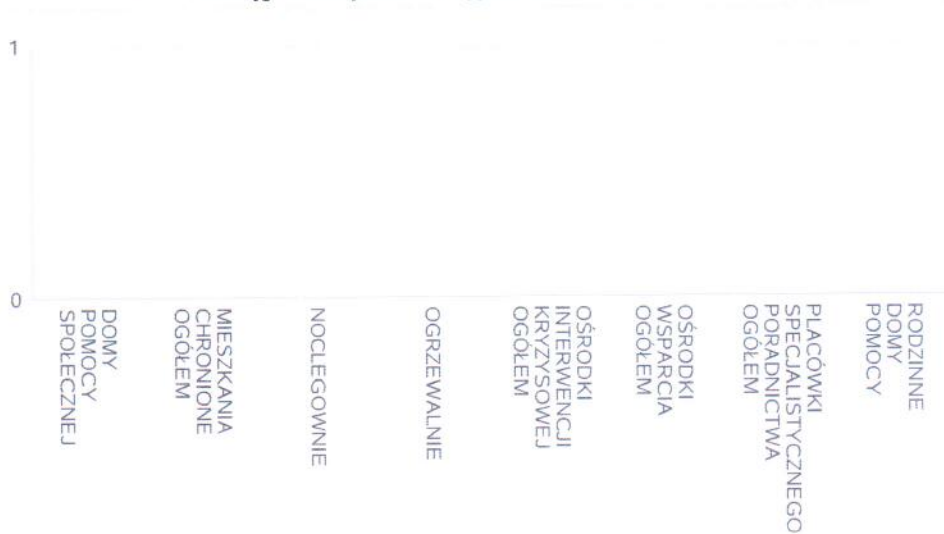 1
0
DOMY
POMOCY
SPOŁECZNEJ
MIESZKANIA
CHRONIONE
OGÓŁEM
NOCLEGOWNIE
OGRZEWALNIE
OŚRODKI
INTERWENCJI
KRYZYSOWEJ
OGÓŁEM
OŚRODKI
WSPARCIA
OGÓŁEM
PLACÓWKI
SPECJALISTYCZNEGO
PORADNICTWA
OGÓŁEM
RODZINNE
DOMY
POMOCY